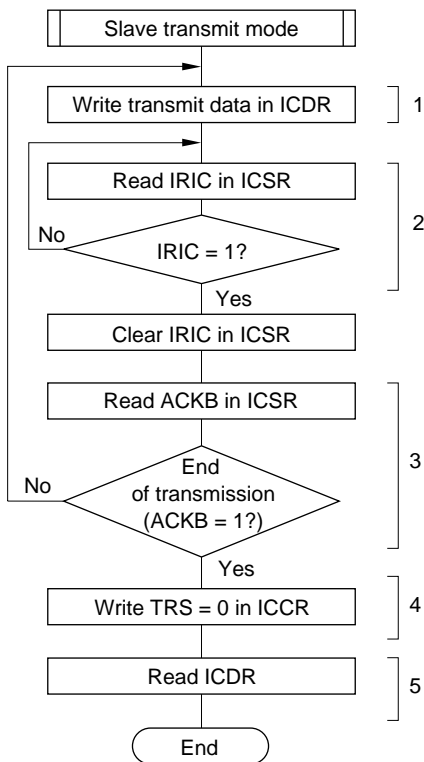 Slave transmit mode
Write transmit data in ICDR
1
Read IRIC in ICSR
2
No
IRIC = 1?
Yes
Clear IRIC in ICSR
Read ACKB in ICSR
3
End
of transmission
(ACKB = 1?)
No
Yes
Write TRS = 0 in ICCR
4
Read ICDR
5
End